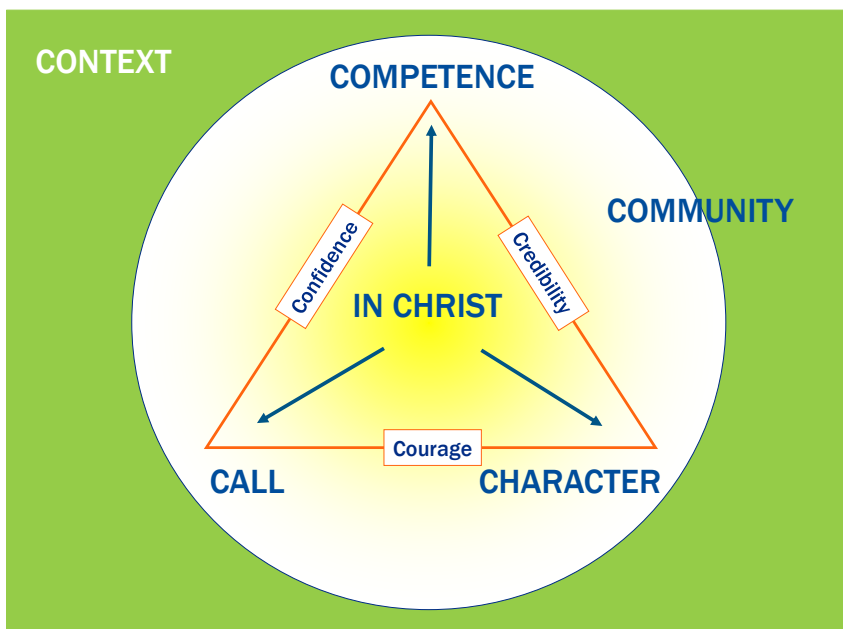 CONTEXT
COMPETENCE
COMMUNITY
Confidence
Credibility
IN CHRIST
Courage
CALL
CHARACTER